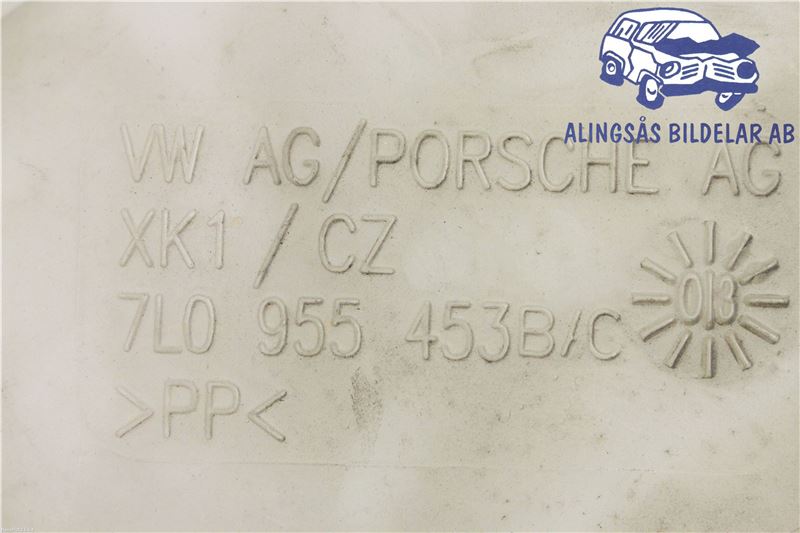 ALINGSÅS BILDELAR AB
VW AG/PORSCHE AG
XK1 / CZ
7L0 955 453B/C
013
>PP<